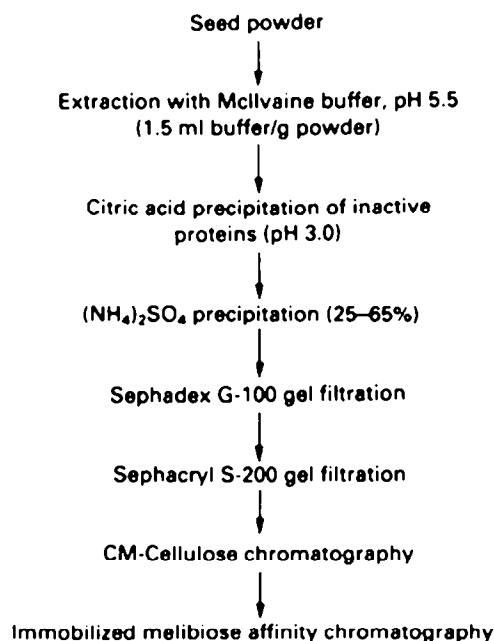 Seed powder
Extraction with McIlvaine buffer, pH 5.5
(1.5 ml buffer/g powder)
Citric acid precipitation of inactive
proteins (pH 3.0)
(NH₄)₂SO₄ precipitation (25–65%)
Sephadex G-100 gel filtration
Sephacryl S-200 gel filtration
CM-Cellulose chromatography
Immobilized melibiose affinity chromatography